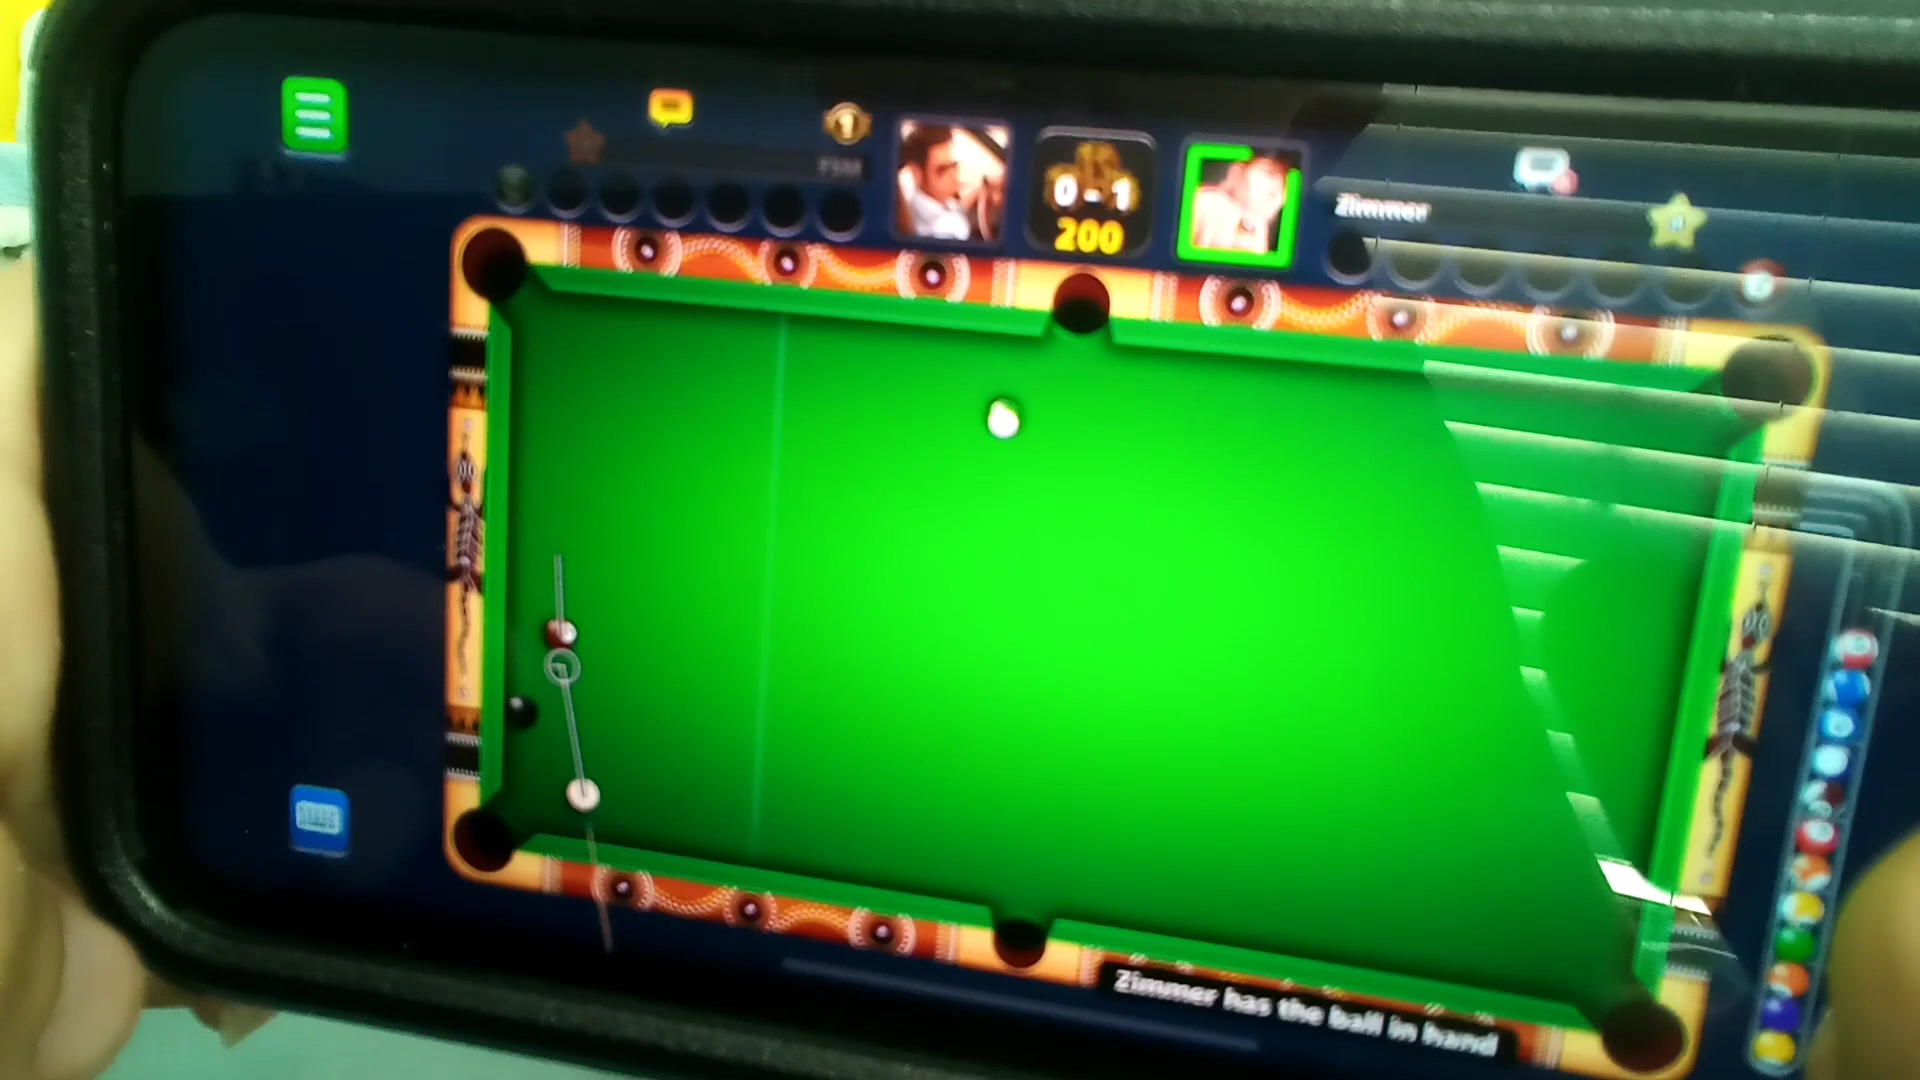 0 - 1
200
Zimmer
Zimmer has the ball in hand